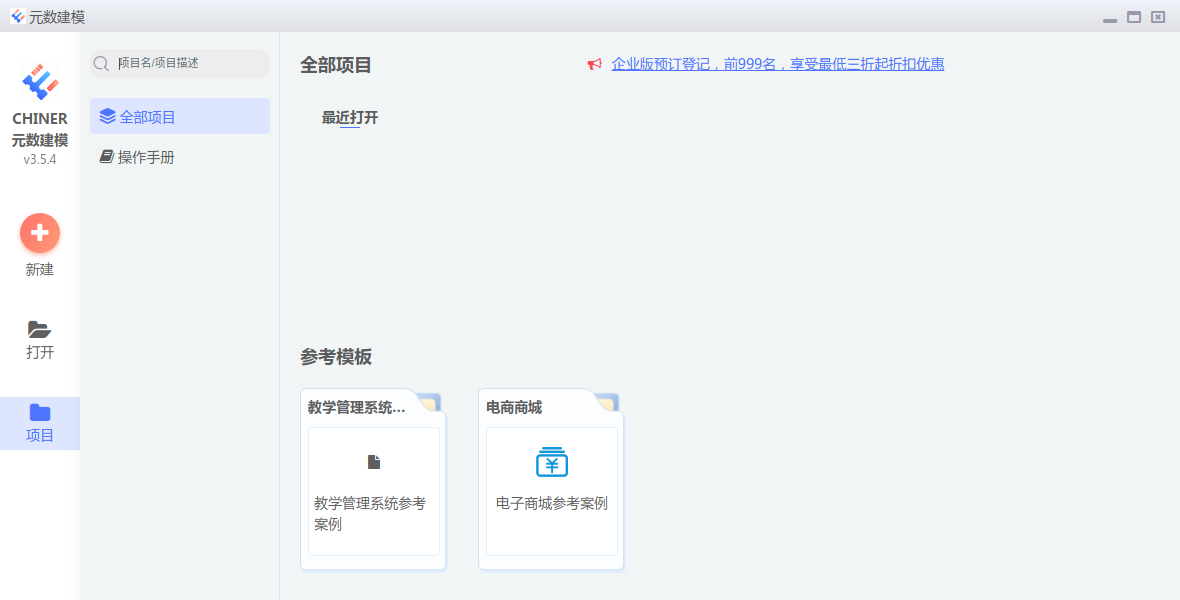 元数建模
CHINER
元数建模
v3.5.4
新建
打开
项目
项目名/项目描述
全部项目
操作手册
全部项目
企业版预订登记，前999名，享受最低三折起折扣优惠
最近打开
参考模板
教学管理系统...
教学管理系统参考
案例
电商商城
电子商城参考案例